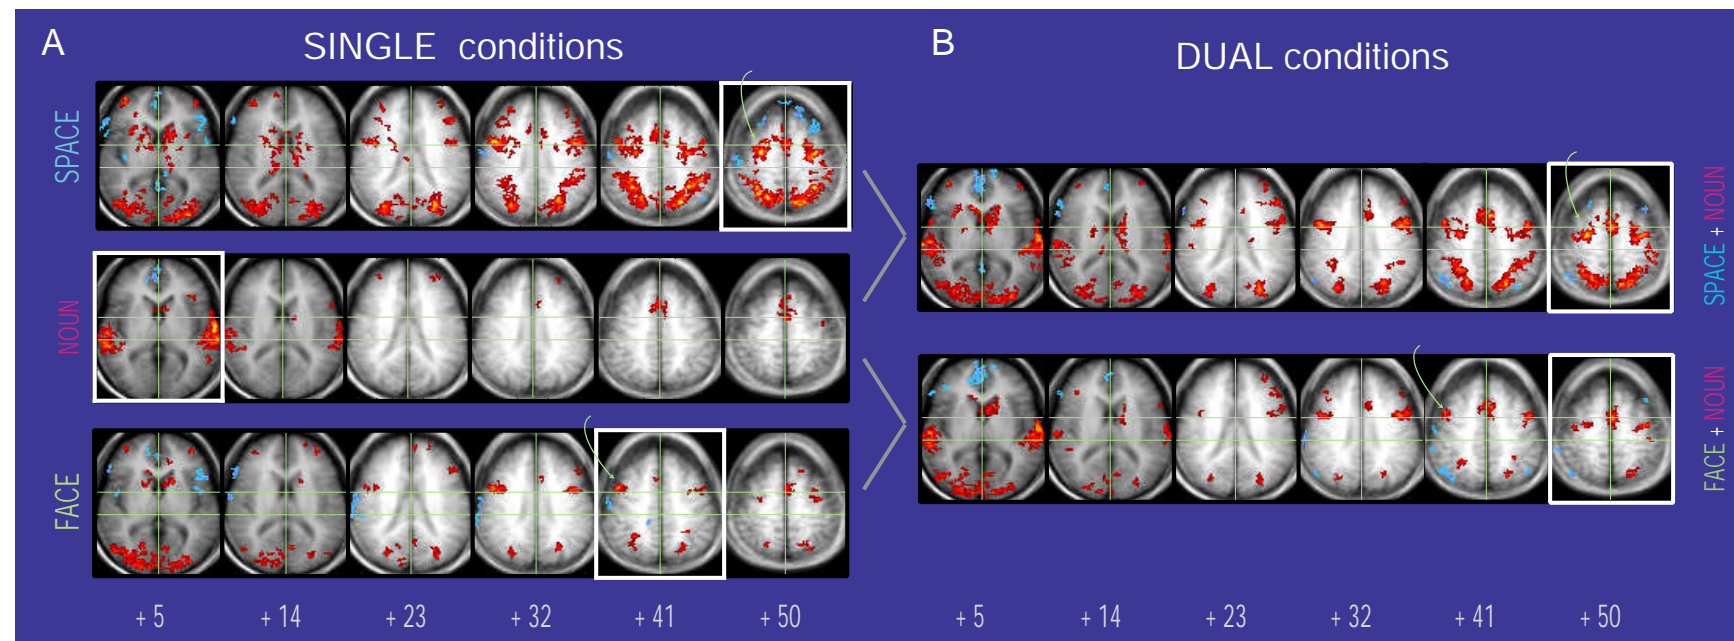 A
SINGLE conditions
B
DUAL conditions
SPACE
NOUN
FACE
SPACE + NOUN
FACE + NOUN
+ 5 + 14 + 23 + 32 + 41 + 50
+ 5 + 14 + 23 + 32 + 41 + 50